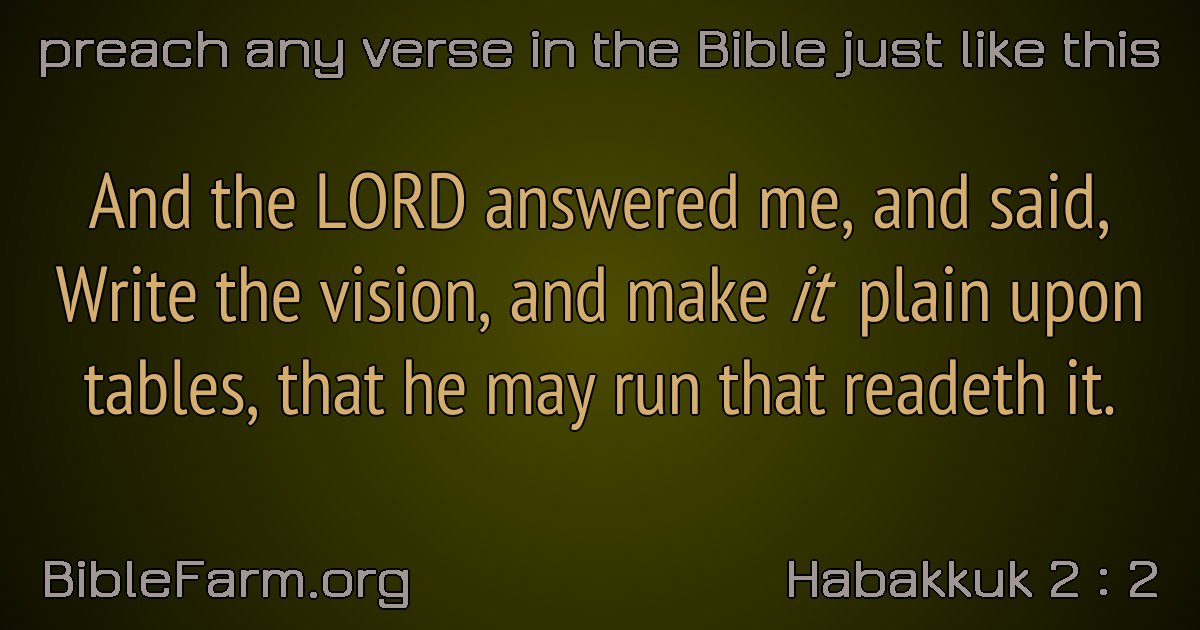 preach any verse in the Bible just like this
And the LORD answered me, and said,
Write the vision, and make it plain upon
tables, that he may run that readeth it.
BibleFarm.org
Habakkuk 2 : 2